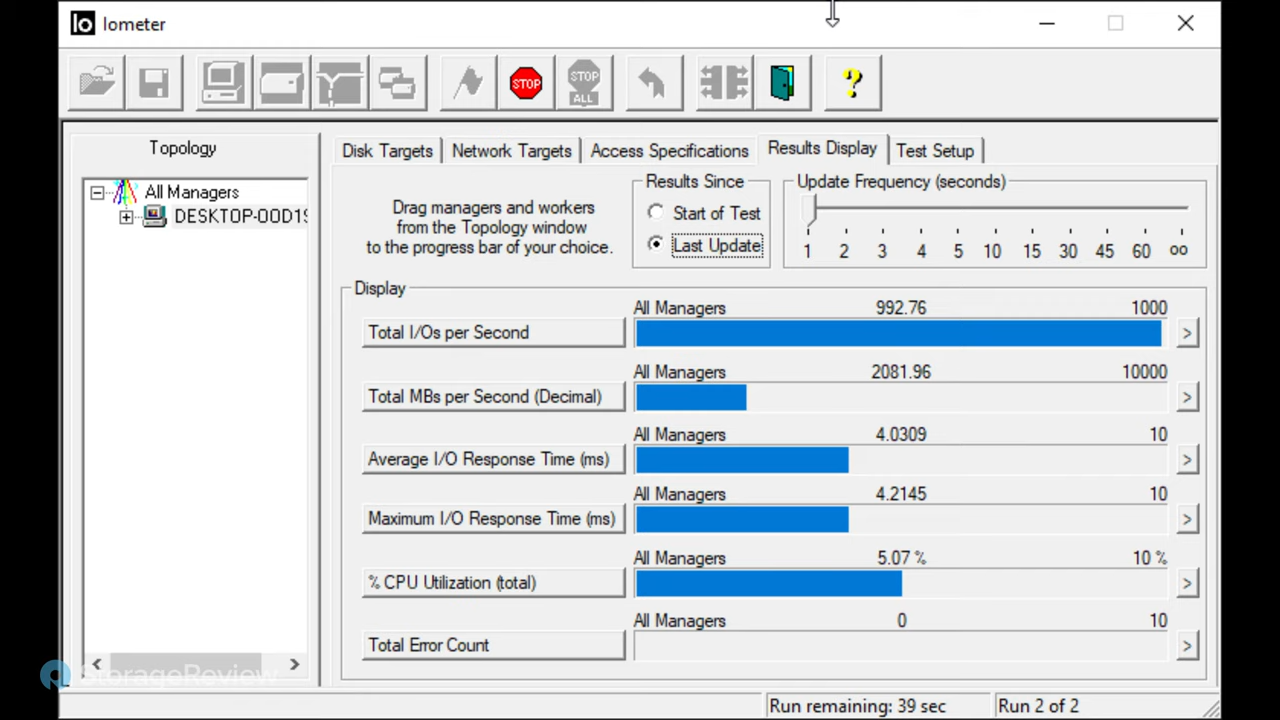 Io Iometer
STOP
STOP
ALL
?
Topology
All Managers
DESKTOP-OOD19
Disk Targets
Network Targets
Access Specifications
Results Display
Test Setup
Drag managers and workers
from the Topology window
to the progress bar of your choice.
Results Since
Start of Test
Last Update
Update Frequency (seconds)
1 2 3 4 5 10 15 30 45 60 oo
Display
All Managers 992.76 1000
Total I/Os per Second >
All Managers 2081.96 10000
Total MBs per Second (Decimal) >
All Managers 4.0309 10
Average I/O Response Time (ms) >
All Managers 4.2145 10
Maximum I/O Response Time (ms) >
All Managers 5.07 % 10 %
% CPU Utilization (total) >
All Managers 0 10
Total Error Count >
StorageReview
Run remaining: 39 sec
Run 2 of 2